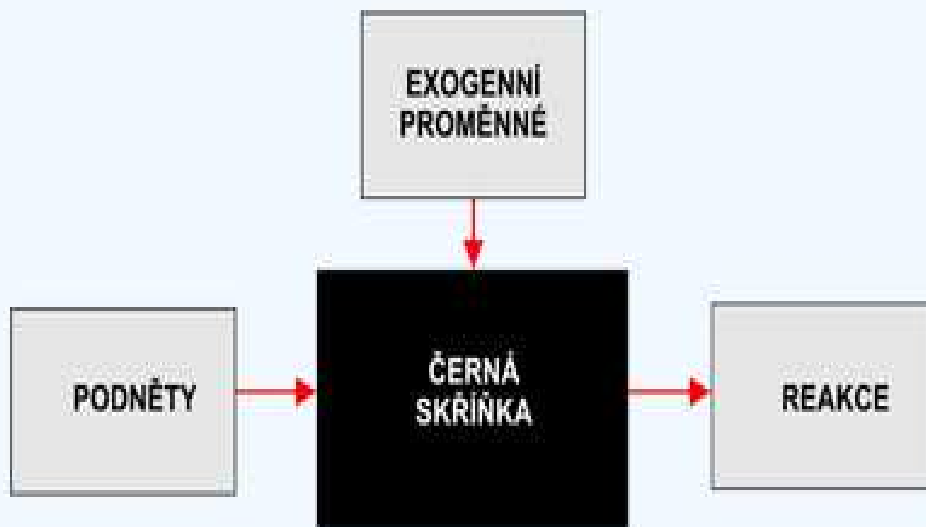 EXOGENNÍ
PROMĚNNÉ
PODNĚTY
ČERNÁ
SKŘÍŇKA
REAKCE